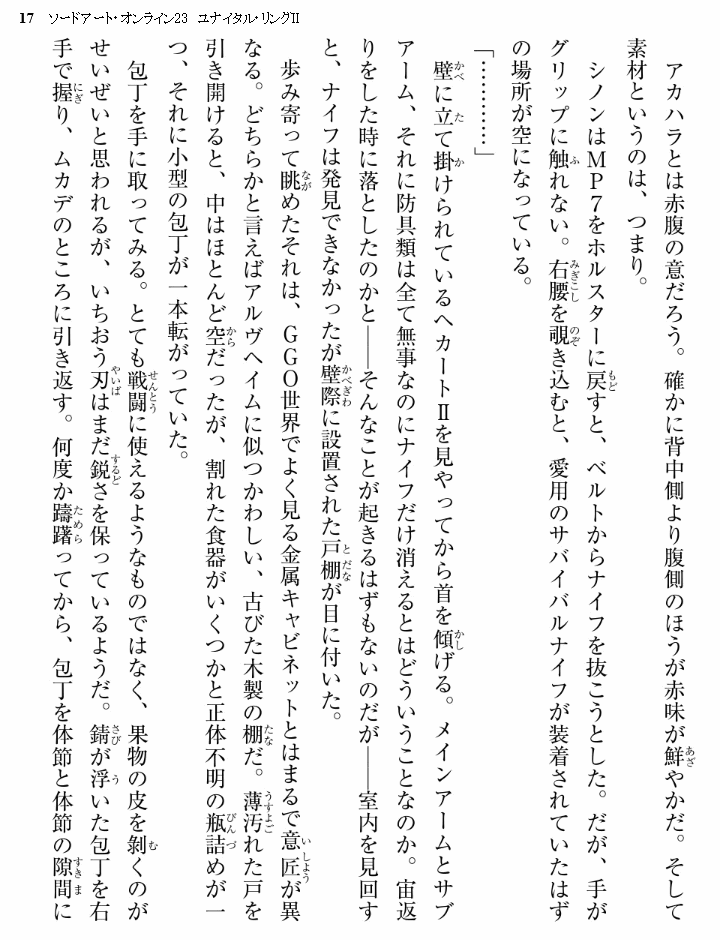 17 ソードアート・オンライン23 ユナイタル・リングII
　アカハラとは赤腹の意だろう。確かに背中側より腹側のほうが赤味が鮮やかだ。そして
素材というのは、つまり。
　シノンはMP7をホルスターに戻すと、ベルトからナイフを抜こうとした。だが、手が
グリップに触れない。右腰を覗き込むと、愛用のサバイバルナイフが装着されていたはず
の場所が空になっている。
「…………」
　壁に立て掛けられているヘカートⅡを見やってから首を傾げる。メインアームとサブ
アーム、それに防具類は全て無事なのにナイフだけ消えるとはどういうことなのか。宙返
りをした時に落としたのかと――そんなことが起きるはずもないのだが――室内を見回す
と、ナイフは発見できなかったが壁際に設置された戸棚が目に付いた。
　歩み寄って眺めたそれは、GGO世界でよく見る金属キャビネットとはまるで意匠が異
なる。どちらかと言えばアルヴヘイムに似つかわしい、古びた木製の棚だ。薄汚れた戸を
引き開けると、中はほとんど空だったが、割れた食器がいくつかと正体不明の瓶詰めが一
つ、それに小型の包丁が一本転がっていた。
　包丁を手に取ってみる。とても戦闘に使えるようなものではなく、果物の皮を剝くのが
せいぜいと思われるが、いちおう刃はまだ鋭さを保っているようだ。錆が浮いた包丁を右
手で握り、ムカデのところに引き返す。何度か躊躇ってから、包丁を体節と体節の隙間に